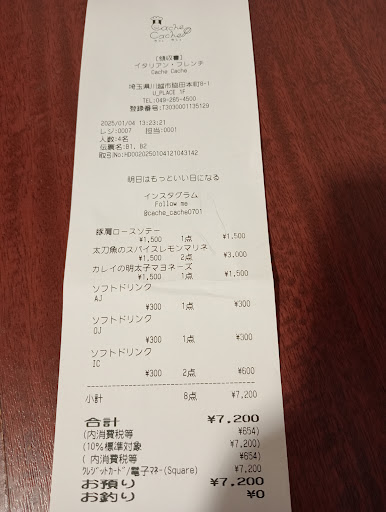 Cache
Cache
[領収書]
イタリアン・フレンチ
Cache Cache
埼玉県川越市脇田本町8-1
U_PLACE 1F
TEL:049-265-4500
登録番号:T3030001135129
2025/01/04 13:23:21
レジ:0007 担当:0001
人数:4名
伝票名:B1, B2
取引No:HD00202501041210431​42
明日はもっといい日になる
インスタグラム
Follow me
@cache_cache0701
豚肩ロースソテー
¥1,500 1点 ¥1,500
太刀魚のスパイスレモンマリネ
¥1,500 2点 ¥3,000
カレイの明太子マヨネーズ
¥1,500 1点 ¥1,500
ソフトドリンク
AJ
¥300 1点 ¥300
ソフトドリンク
OJ
¥300 1点 ¥300
ソフトドリンク
IC
¥300 2点 ¥600
小計 8点 ¥7,200
合計 ¥7,200
(内消費税等 ¥654)
(10%標準対象 ¥7,200)
( 内消費税等 ¥654)
クレジットカード/電子マネー(Square) ¥7,200
お預り ¥7,200
お釣り ¥0